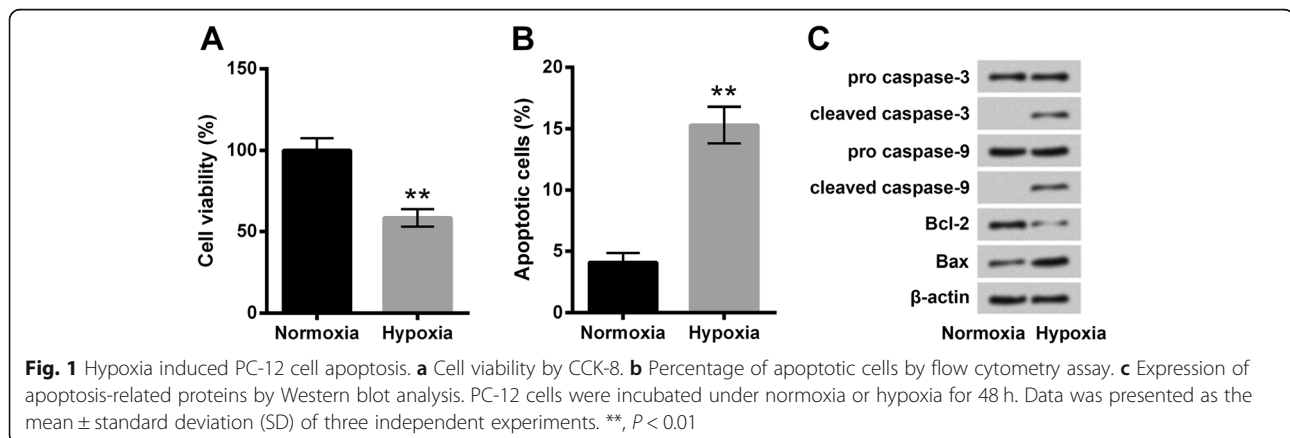 A
150
100
50
0
Cell viability (%)
**
Normoxia Hypoxia
B
20
15
10
5
0
Apoptotic cells (%)
**
Normoxia Hypoxia
C
pro caspase-3
cleaved caspase-3
pro caspase-9
cleaved caspase-9
Bcl-2
Bax
β-actin
Normoxia Hypoxia
Fig. 1 Hypoxia induced PC-12 cell apoptosis. a Cell viability by CCK-8. b Percentage of apoptotic cells by flow cytometry assay. c Expression of
apoptosis-related proteins by Western blot analysis. PC-12 cells were incubated under normoxia or hypoxia for 48 h. Data was presented as the
mean ± standard deviation (SD) of three independent experiments. **, P < 0.01